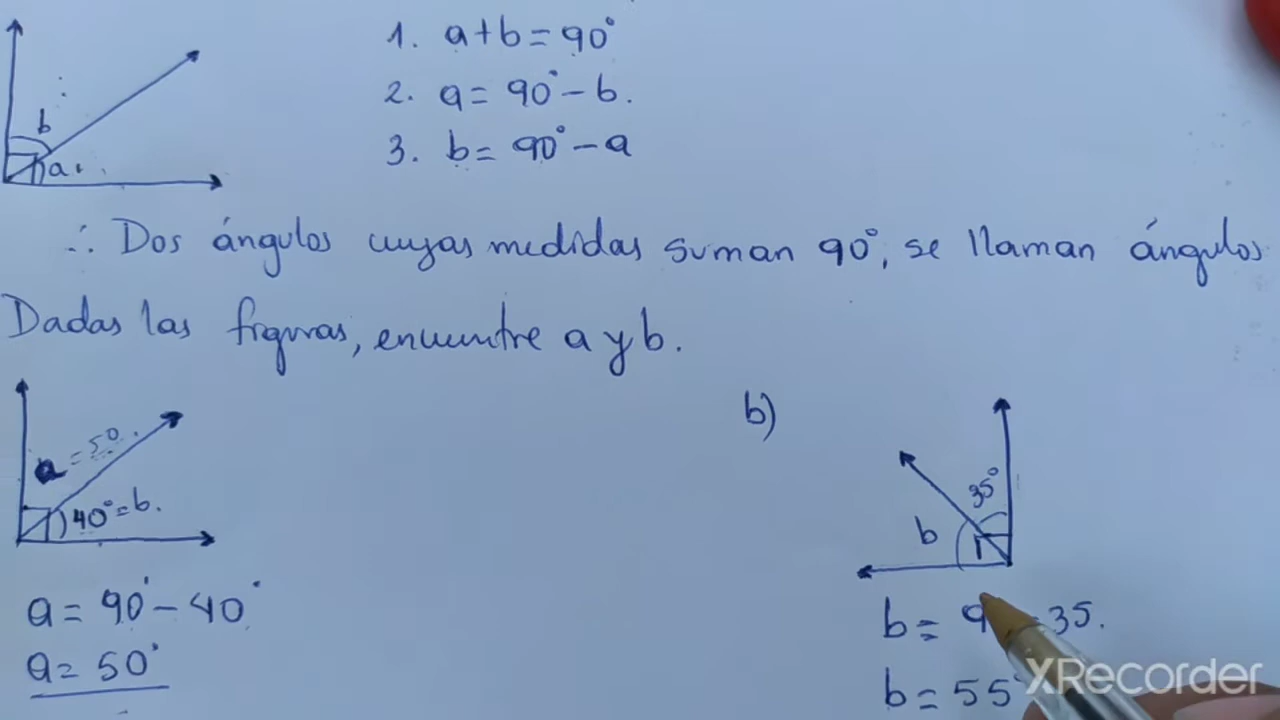 1. a+b=90°
2. a= 90°-b.
3. b= 90°-a
b
a
∴ Dos ángulos cuyas medidas suman 90°, se llaman ángulos
Dadas las figuras, encuentre a y b.
a = 50
40°=b.
a= 90°-40°
a= 50°
b)
35°
b
b= 9 -35.
b= 55°
XRecorder